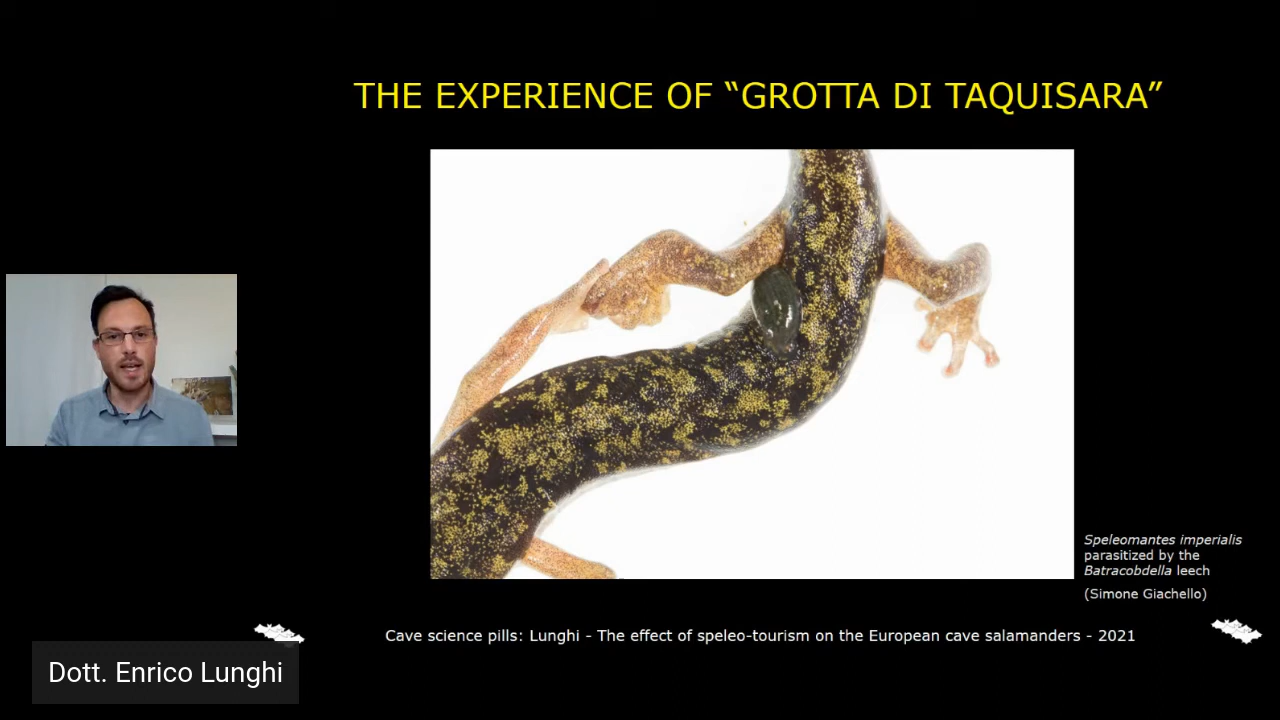 THE EXPERIENCE OF “GROTTA DI TAQUISARA”
Speleomantes imperialis
parasitized by the
Batracobdella leech
(Simone Giachello)
Cave science pills: Lunghi - The effect of speleo-tourism on the European cave salamanders - 2021
Dott. Enrico Lunghi